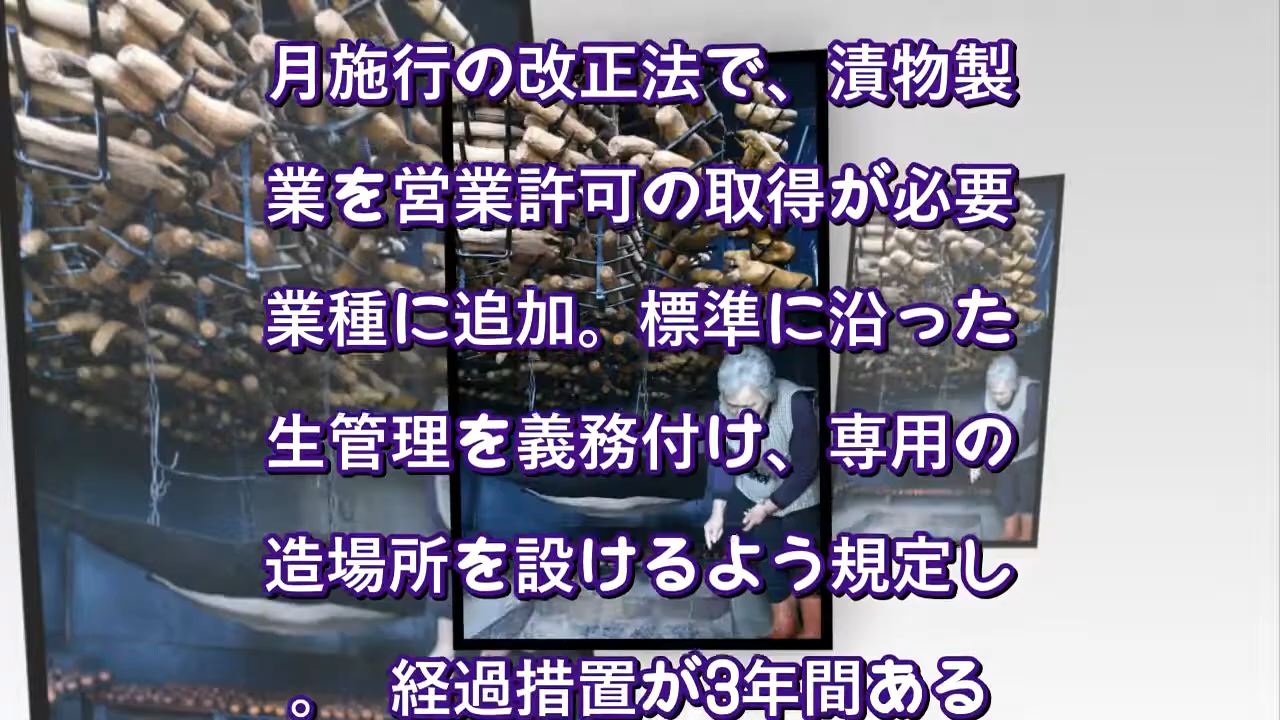 月施行の改正法で、漬物製
業を営業許可の取得が必要
業種に追加。標準に沿った
生管理を義務付け、専用の
造場所を設けるよう規定し
。 経過措置が3年間ある